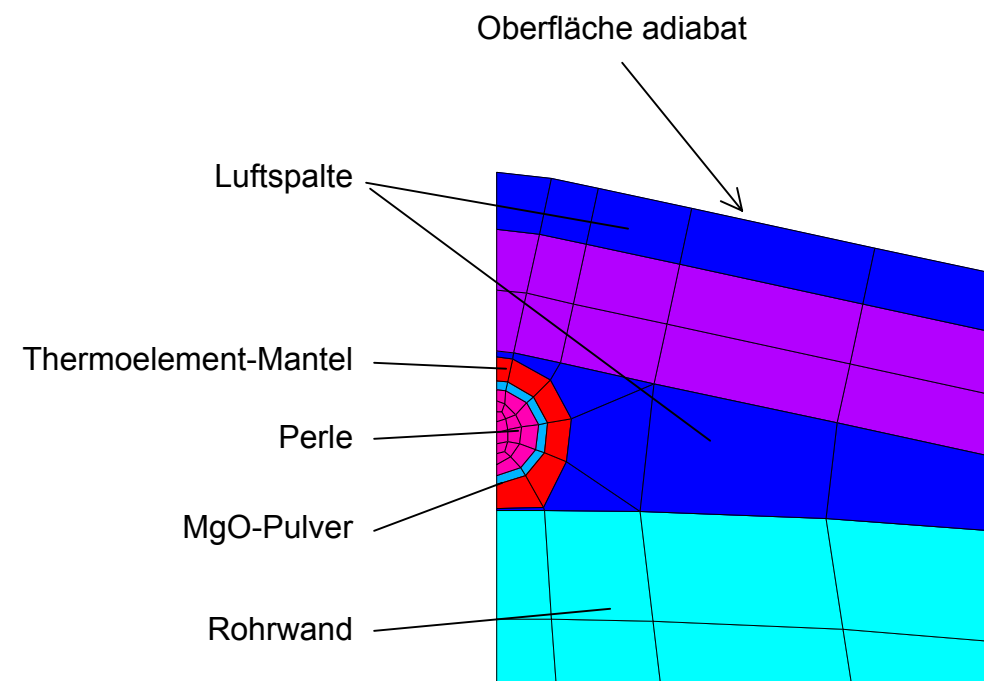 Oberfläche adiabat
Luftspalte
Thermoelement-Mantel
Perle
MgO-Pulver
Rohrwand